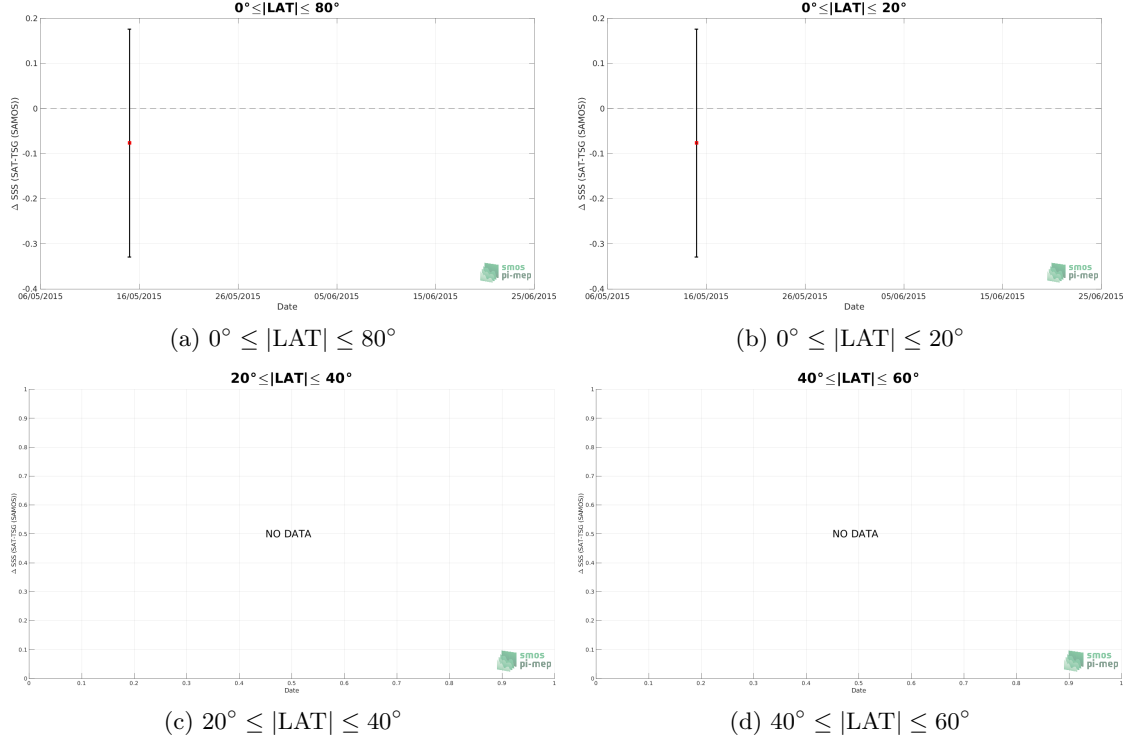 0°≤|LAT|≤ 80°
Δ SSS (SAT-TSG (SAMOS))
0.2
0.1
0
-0.1
-0.2
-0.3
-0.4
06/05/2015 16/05/2015 26/05/2015 05/06/2015 15/06/2015 25/06/2015
Date
smos
pi-mep
(a) 0° ≤ |LAT| ≤ 80°
0°≤|LAT|≤ 20°
Δ SSS (SAT-TSG (SAMOS))
0.2
0.1
0
-0.1
-0.2
-0.3
-0.4
06/05/2015 16/05/2015 26/05/2015 05/06/2015 15/06/2015 25/06/2015
Date
smos
pi-mep
(b) 0° ≤ |LAT| ≤ 20°
20°≤|LAT|≤ 40°
Δ SSS (SAT-TSG (SAMOS))
1
0.9
0.8
0.7
0.6
0.5
0.4
0.3
0.2
0.1
0
NO DATA
0 0.1 0.2 0.3 0.4 0.5 0.6 0.7 0.8 0.9 1
Date
smos
pi-mep
(c) 20° ≤ |LAT| ≤ 40°
40°≤|LAT|≤ 60°
Δ SSS (SAT-TSG (SAMOS))
1
0.9
0.8
0.7
0.6
0.5
0.4
0.3
0.2
0.1
0
NO DATA
0 0.1 0.2 0.3 0.4 0.5 0.6 0.7 0.8 0.9 1
Date
smos
pi-mep
(d) 40° ≤ |LAT| ≤ 60°